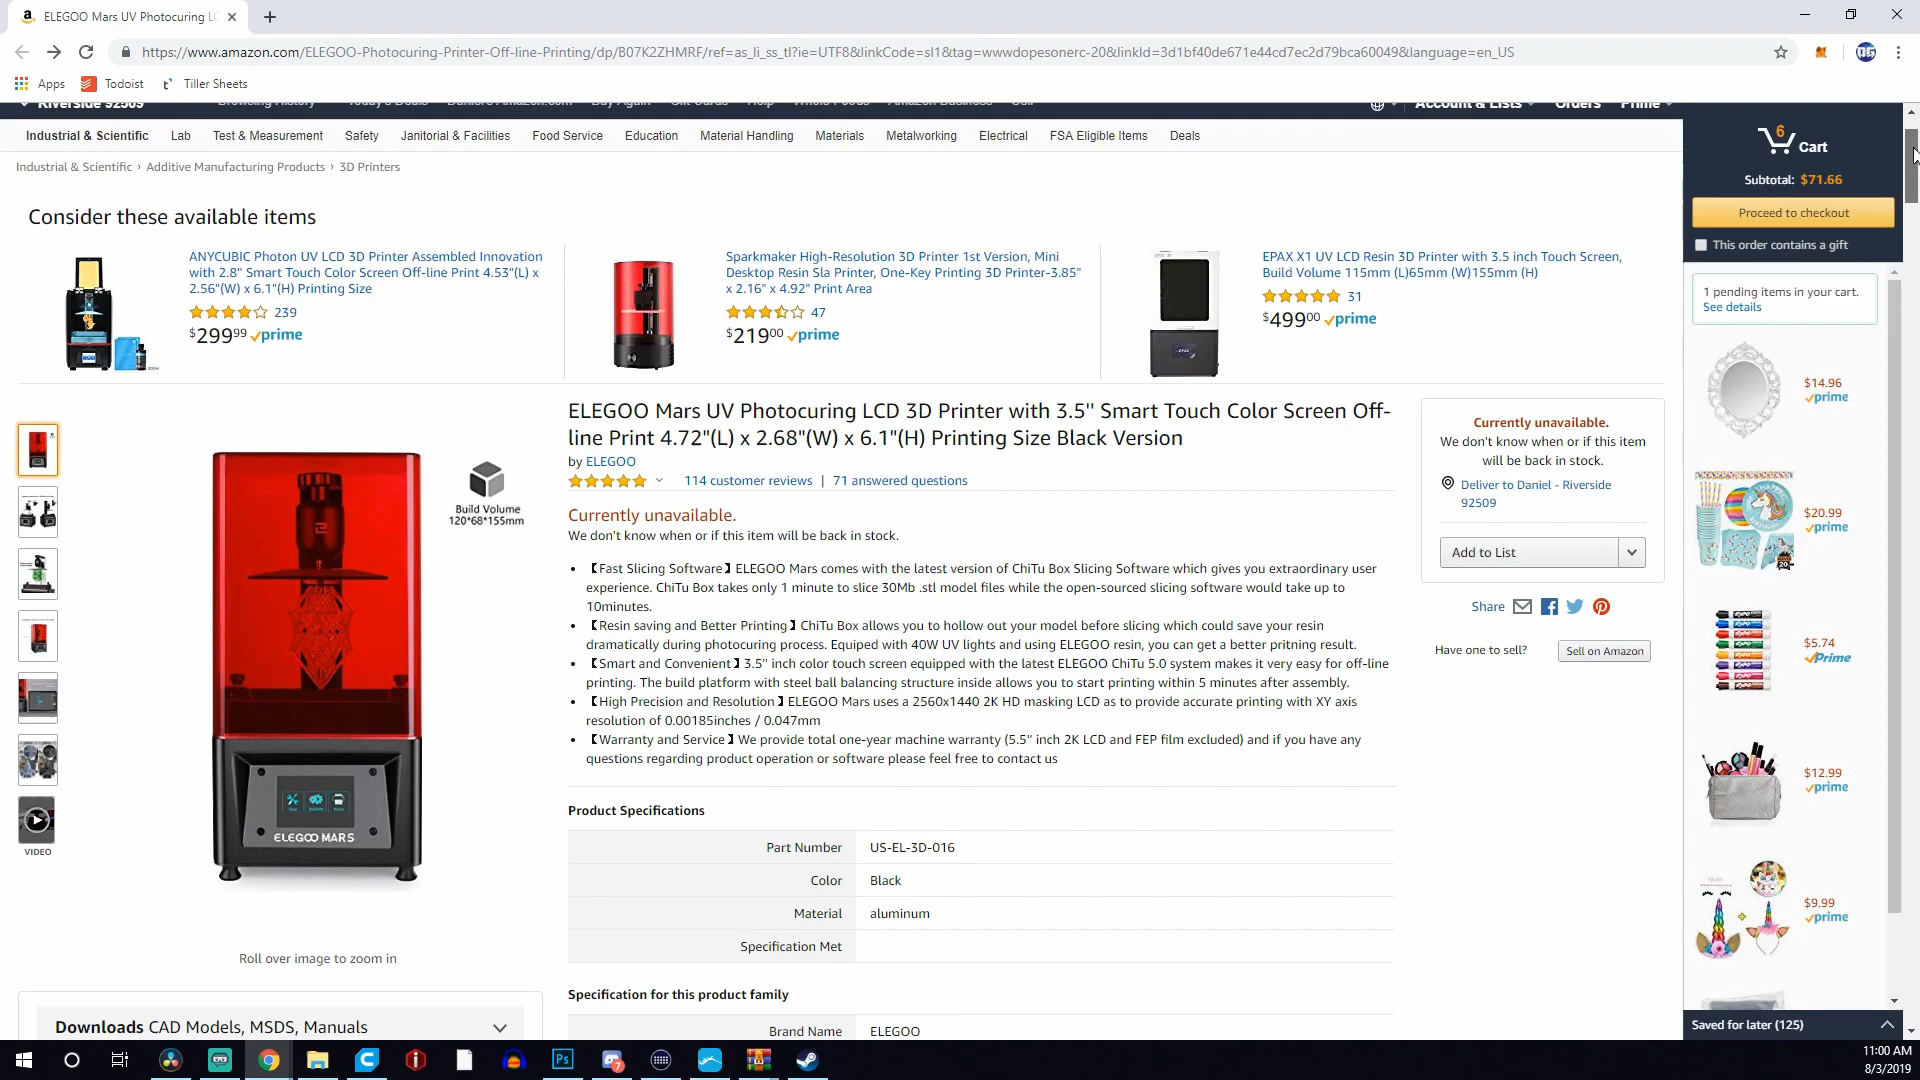 ELEGOO Mars UV Photocuring LC
https://www.amazon.com/ELEGOO-Photocuring-Printer-Off-line-Printing/dp/B07K2ZHMRF/ref=as_li_ss_tl?ie=UTF8&linkCode=sl1&tag=wwwdopesonerc-20&linkId=3d1bf40de671e44cd7ec2d79bca60049&language=en_US
Apps Todoist Tiller Sheets
Riverside 92509 Browsing History Today's Deals Buy Again Gift Cards Help Whole Foods Amazon Business Sell Account & Lists Orders Prime
Industrial & Scientific Lab Test & Measurement Safety Janitorial & Facilities Food Service Education Material Handling Materials Metalworking Electrical FSA Eligible Items Deals
Industrial & Scientific › Additive Manufacturing Products › 3D Printers
6
Cart
Subtotal: $71.66
Proceed to checkout
This order contains a gift
Consider these available items
ANYCUBIC Photon UV LCD 3D Printer Assembled Innovation
with 2.8" Smart Touch Color Screen Off-line Print 4.53"(L) x
2.56"(W) x 6.1"(H) Printing Size
239
$299 99 prime
Sparkmaker High-Resolution 3D Printer 1st Version, Mini
Desktop Resin Sla Printer, One-Key Printing 3D Printer-3.85"
x 2.16" x 4.92" Print Area
47
$219 00 prime
EPAX X1 UV LCD Resin 3D Printer with 3.5 inch Touch Screen,
Build Volume 115mm (L)65mm (W)155mm (H)
31
$499 00 prime
1 pending items in your cart.
See details
$14.96
prime
$20.99
prime
$5.74
Prime
$12.99
prime
$9.99
prime
Saved for later (125)
Build Volume
120*68*155mm
ELEGOO MARS
VIDEO
Roll over image to zoom in
Downloads CAD Models, MSDS, Manuals
ELEGOO Mars UV Photocuring LCD 3D Printer with 3.5'' Smart Touch Color Screen Off-
line Print 4.72"(L) x 2.68"(W) x 6.1"(H) Printing Size Black Version
by ELEGOO
114 customer reviews | 71 answered questions
Currently unavailable.
We don't know when or if this item will be back in stock.
• 【Fast Slicing Software】ELEGOO Mars comes with the latest version of ChiTu Box Slicing Software which gives you extraordinary user
experience. ChiTu Box takes only 1 minute to slice 30Mb .stl model files while the open-sourced slicing software would take up to
10minutes.
• 【Resin saving and Better Printing】ChiTu Box allows you to hollow out your model before slicing which could save your resin
dramatically during photocuring process. Equiped with 40W UV lights and using ELEGOO resin, you can get a better pritning result.
• 【Smart and Convenient】3.5'' inch color touch screen equipped with the latest ELEGOO ChiTu 5.0 system makes it very easy for off-line
printing. The build platform with steel ball balancing structure inside allows you to start printing within 5 minutes after assembly.
• 【High Precision and Resolution】ELEGOO Mars uses a 2560x1440 2K HD masking LCD as to provide accurate printing with XY axis
resolution of 0.00185inches / 0.047mm
• 【Warranty and Service】We provide total one-year machine warranty (5.5'' inch 2K LCD and FEP film excluded) and if you have any
questions regarding product operation or software please feel free to contact us
Product Specifications
Part Number US-EL-3D-016
Color Black
Material aluminum
Specification Met
Specification for this product family
Brand Name ELEGOO
Currently unavailable.
We don't know when or if this item
will be back in stock.
Deliver to Daniel - Riverside
92509
Add to List
Share
Have one to sell? Sell on Amazon
11:00 AM
8/3/2019